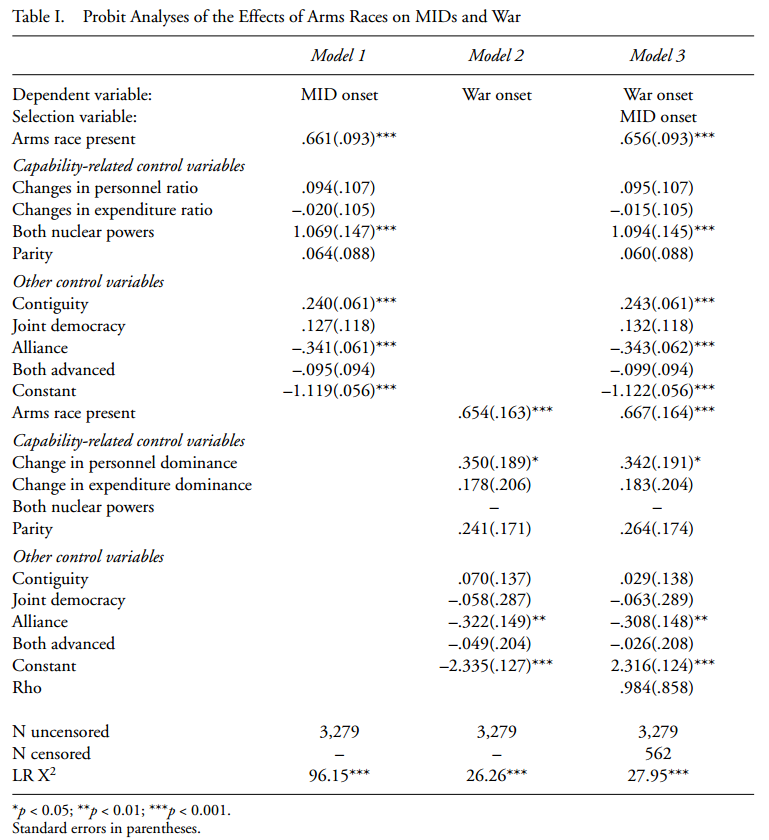 Table I. Probit Analyses of the Effects of Arms Races on MIDs and War
Model 1 Model 2 Model 3
Dependent variable: MID onset War onset War onset
Selection variable: MID onset
Arms race present .661(.093)*** .656(.093)***
Capability-related control variables
Changes in personnel ratio .094(.107) .095(.107)
Changes in expenditure ratio –.020(.105) –.015(.105)
Both nuclear powers 1.069(.147)*** 1.094(.145)***
Parity .064(.088) .060(.088)
Other control variables
Contiguity .240(.061)*** .243(.061)***
Joint democracy .127(.118) .132(.118)
Alliance –.341(.061)*** –.343(.062)***
Both advanced –.095(.094) –.099(.094)
Constant –1.119(.056)*** –1.122(.056)***
Arms race present .654(.163)*** .667(.164)***
Capability-related control variables
Change in personnel dominance .350(.189)* .342(.191)*
Change in expenditure dominance .178(.206) .183(.204)
Both nuclear powers – –
Parity .241(.171) .264(.174)
Other control variables
Contiguity .070(.137) .029(.138)
Joint democracy –.058(.287) –.063(.289)
Alliance –.322(.149)** –.308(.148)**
Both advanced –.049(.204) –.026(.208)
Constant –2.335(.127)*** 2.316(.124)***
Rho .984(.858)
N uncensored 3,279 3,279 3,279
N censored – – 562
LR X² 96.15*** 26.26*** 27.95***
*p < 0.05; **p < 0.01; ***p < 0.001.
Standard errors in parentheses.